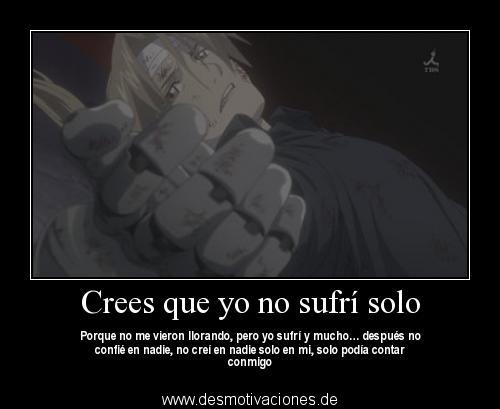 TBS
Crees que yo no sufrí solo
Porque no me vieron llorando, pero yo sufrí y mucho... después no
confié en nadie, no creí en nadie solo en mi, solo podía contar
conmigo
www.desmotivaciones.de